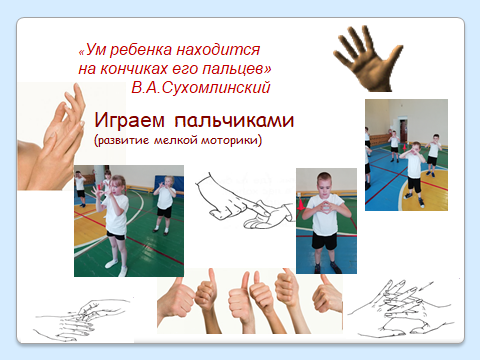 «Ум ребенка находится
на кончиках его пальцев»
В.А.Сухомлинский
Играем пальчиками
(развитие мелкой моторики)